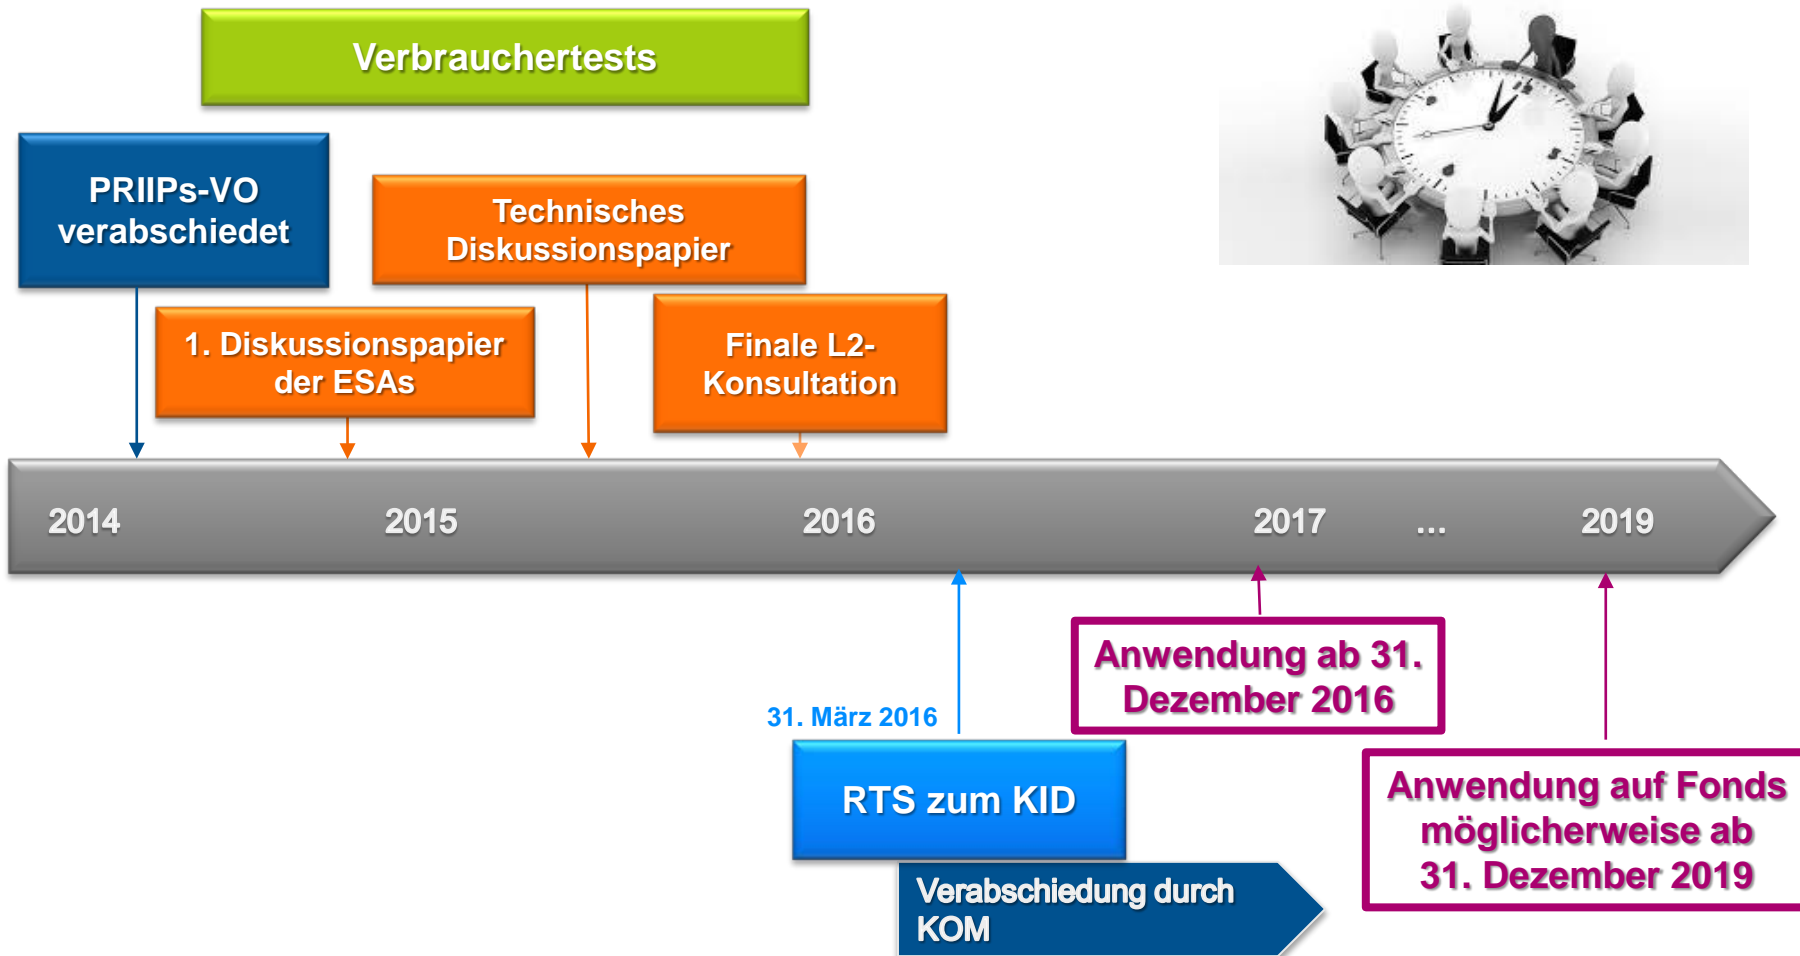 Verbrauchertests
PRIIPs-VO
verabschiedet
Technisches
Diskussionspapier
1. Diskussionspapier
der ESAs
Finale L2-
Konsultation
2014
2015
2016
2017
...
2019
31. März 2016
RTS zum KID
Verabschiedung durch
KOM
Anwendung ab 31.
Dezember 2016
Anwendung auf Fonds
möglicherweise ab
31. Dezember 2019